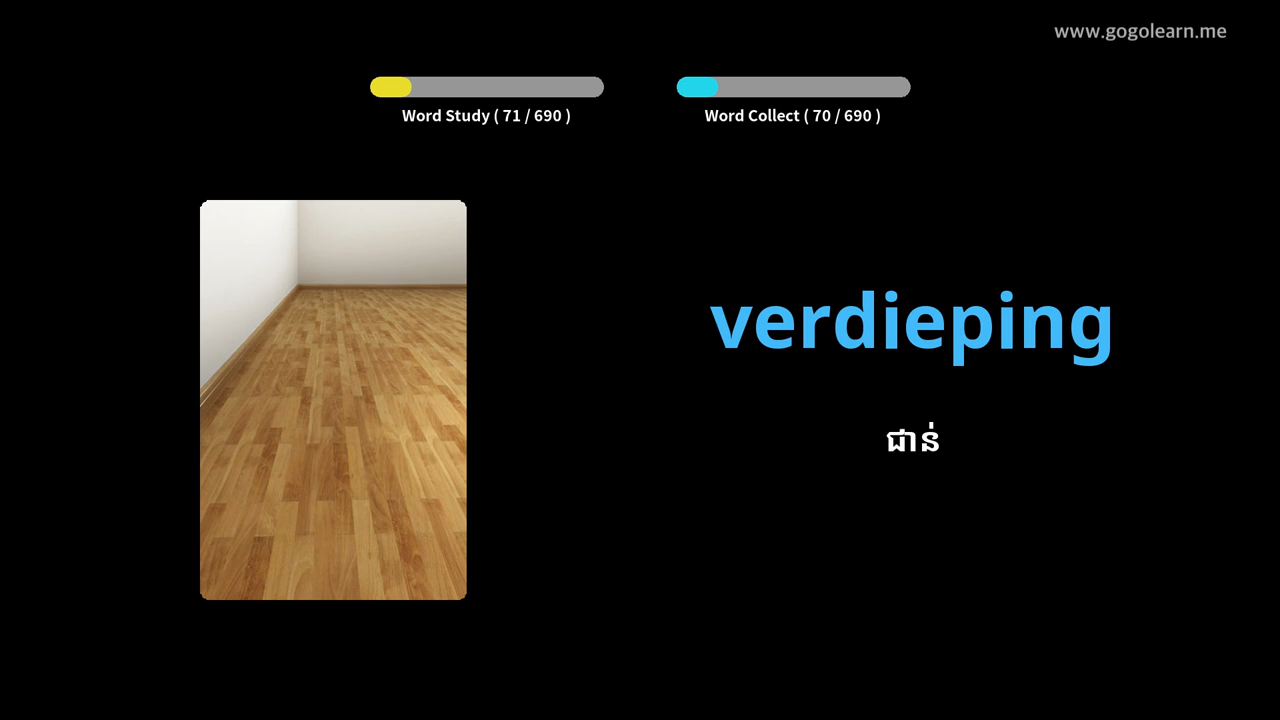 www.gogolearn.me
Word Study ( 71 / 690 )
Word Collect ( 70 / 690 )
verdieping
ជាន់